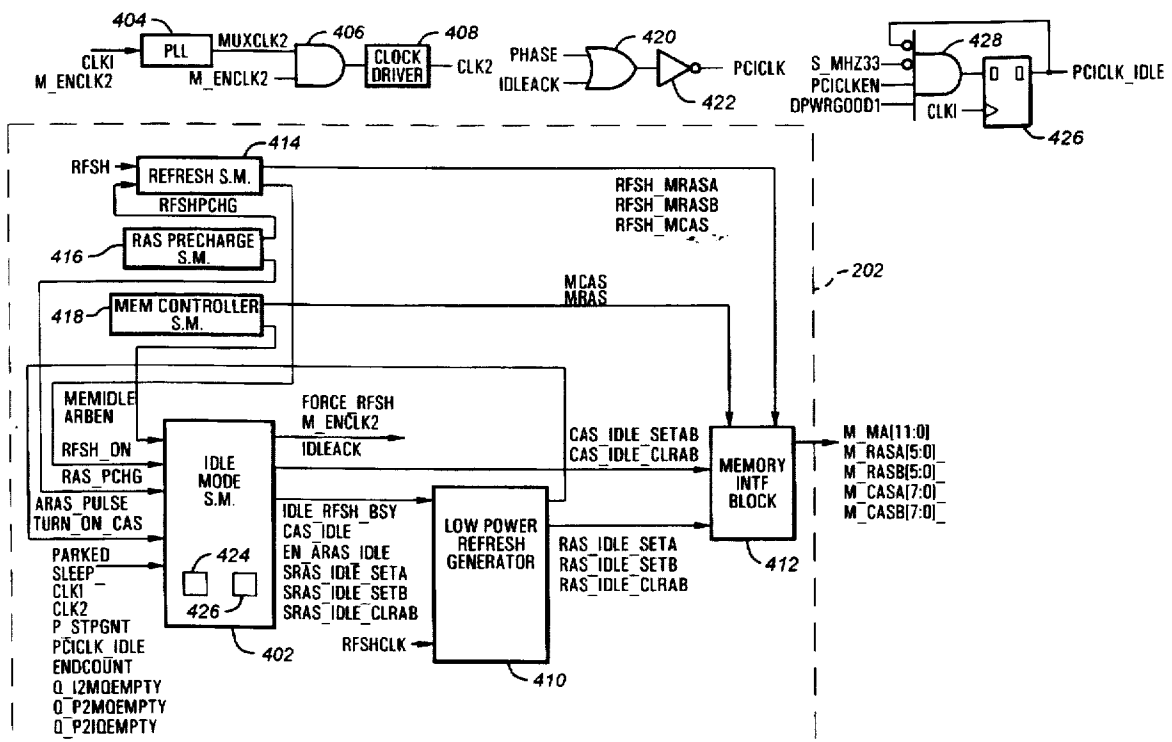 404
PLL
CLK1
M_ENCLK2
MUXCLK2
406
M_ENCLK2
408
CLOCK
DRIVER
CLK2
PHASE
IDLEACK
420
422
PCICLK
428
S_MHZ33
PCICLKEN
DPWRGOOD1
CLK1
D Q
426
PCICLK_IDLE
414
RFSH
REFRESH S.M.
RFSHPCHG
416
RAS PRECHARGE
S.M.
418
MEM CONTROLLER
S.M.
RFSH_MRASA
RFSH_MRASB
RFSH_MCAS
MCAS
MRAS
202
MEMIDLE
ARBEN
RFSH_ON
RAS_PCHG
ARAS_PULSE
TURN_ON_CAS
PARKED
SLEEP_
CLK1
CLK2
P_STPGNT
PCICLK_IDLE
ENDCOUNT
Q_I2MQEMPTY
Q_P2MQEMPTY
Q_P2IQEMPTY
IDLE
MODE
S.M.
424
426
402
FORCE_RFSH
M_ENCLK2
IDLEACK
IDLE_RFSH_BSY
CAS_IDLE
EN_ARAS_IDLE
SRAS_IDLE_SETA
SRAS_IDLE_SETB
SRAS_IDLE_CLRAB
RFSHCLK
LOW POWER
REFRESH
GENERATOR
410
CAS_IDLE_SETAB
CAS_IDLE_CLRAB
RAS_IDLE_SETA
RAS_IDLE_SETB
RAS_IDLE_CLRAB
MEMORY
INTF
BLOCK
412
M_MA[11:0]
M_RASA[5:0]_
M_RASB[5:0]_
M_CASA[7:0]_
M_CASB[7:0]_